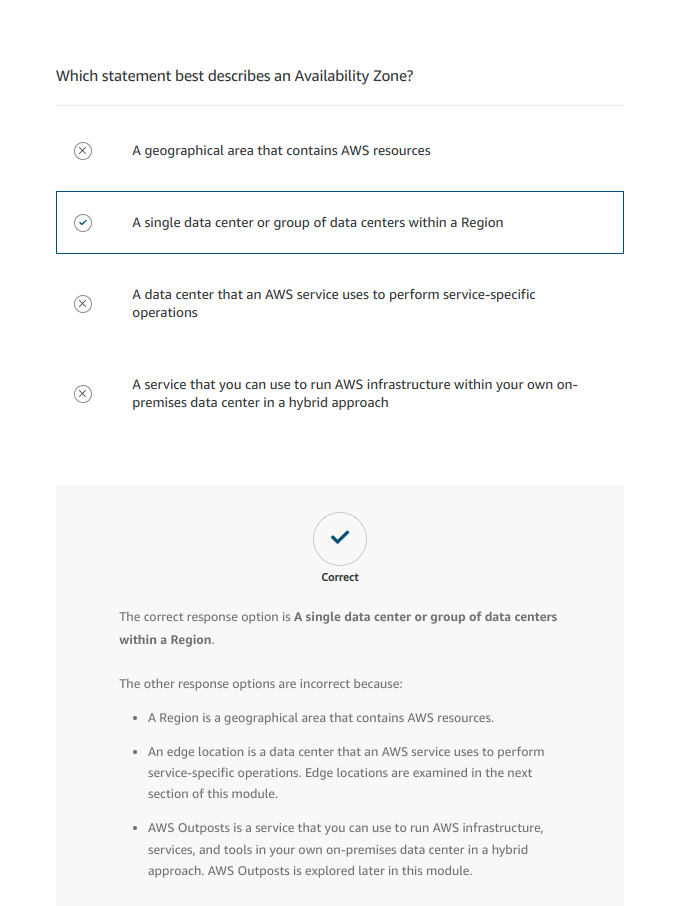 Which statement best describes an Availability Zone?
A geographical area that contains AWS resources
A single data center or group of data centers within a Region
A data center that an AWS service uses to perform service-specific
operations
A service that you can use to run AWS infrastructure within your own on-
premises data center in a hybrid approach
Correct
The correct response option is A single data center or group of data centers
within a Region.
The other response options are incorrect because:
• A Region is a geographical area that contains AWS resources.
• An edge location is a data center that an AWS service uses to perform
service-specific operations. Edge locations are examined in the next
section of this module.
• AWS Outposts is a service that you can use to run AWS infrastructure,
services, and tools in your own on-premises data center in a hybrid
approach. AWS Outposts is explored later in this module.